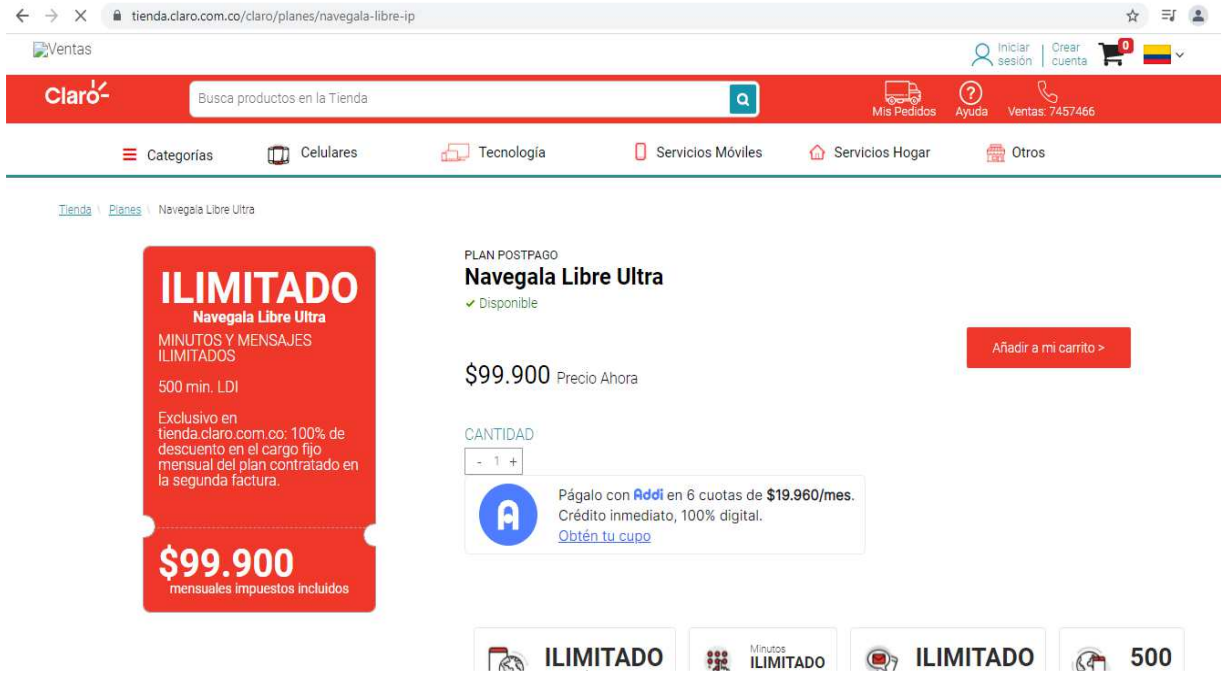 tienda.claro.com.co/claro/planes/navegala-libre-ip
Ventas
Iniciar sesión
Crear cuenta
0
Claro
Busca productos en la Tienda
Mis Pedidos
Ayuda
Ventas: 7457466
Categorías
Celulares
Tecnología
Servicios Móviles
Servicios Hogar
Otros
Tienda \ Planes \ Navegala Libre Ultra
ILIMITADO
Navegala Libre Ultra
MINUTOS Y MENSAJES
ILIMITADOS
500 min. LDI
Exclusivo en
tienda.claro.com.co: 100% de
descuento en el cargo fijo
mensual del plan contratado en
la segunda factura.
$99.900
mensuales impuestos incluidos
PLAN POSTPAGO
Navegala Libre Ultra
Disponible
$99.900 Precio Ahora
Añadir a mi carrito >
CANTIDAD
- 1 +
Págalo con Addi en 6 cuotas de $19.960/mes.
Crédito inmediato, 100% digital.
Obtén tu cupo
ILIMITADO
Minutos
ILIMITADO
ILIMITADO
500